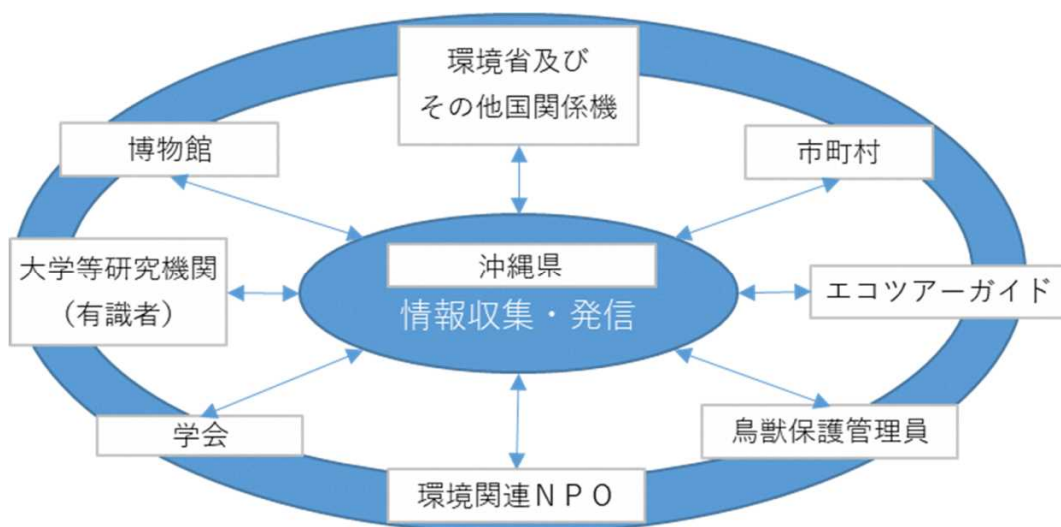 環境省及び
その他国関係機
博物館
市町村
沖縄県
大学等研究機関
（有識者）
情報収集・発信
エコツアーガイド
学会
鳥獣保護管理員
環境関連ＮＰＯ